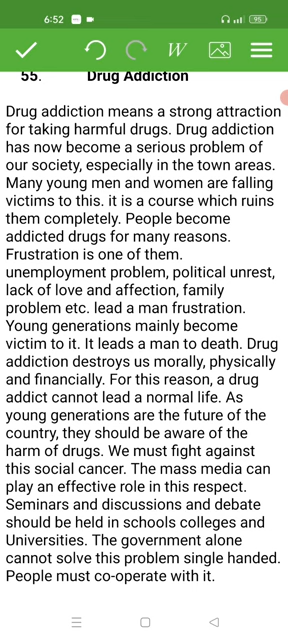 6:52
95
W
55. Drug Addiction
Drug addiction means a strong attraction
for taking harmful drugs. Drug addiction
has now become a serious problem of
our society, especially in the town areas.
Many young men and women are falling
victims to this. it is a course which ruins
them completely. People become
addicted drugs for many reasons.
Frustration is one of them.
unemployment problem, political unrest,
lack of love and affection, family
problem etc. lead a man frustration.
Young generations mainly become
victim to it. It leads a man to death. Drug
addiction destroys us morally, physically
and financially. For this reason, a drug
addict cannot lead a normal life. As
young generations are the future of the
country, they should be aware of the
harm of drugs. We must fight against
this social cancer. The mass media can
play an effective role in this respect.
Seminars and discussions and debate
should be held in schools colleges and
Universities. The government alone
cannot solve this problem single handed.
People must co-operate with it.